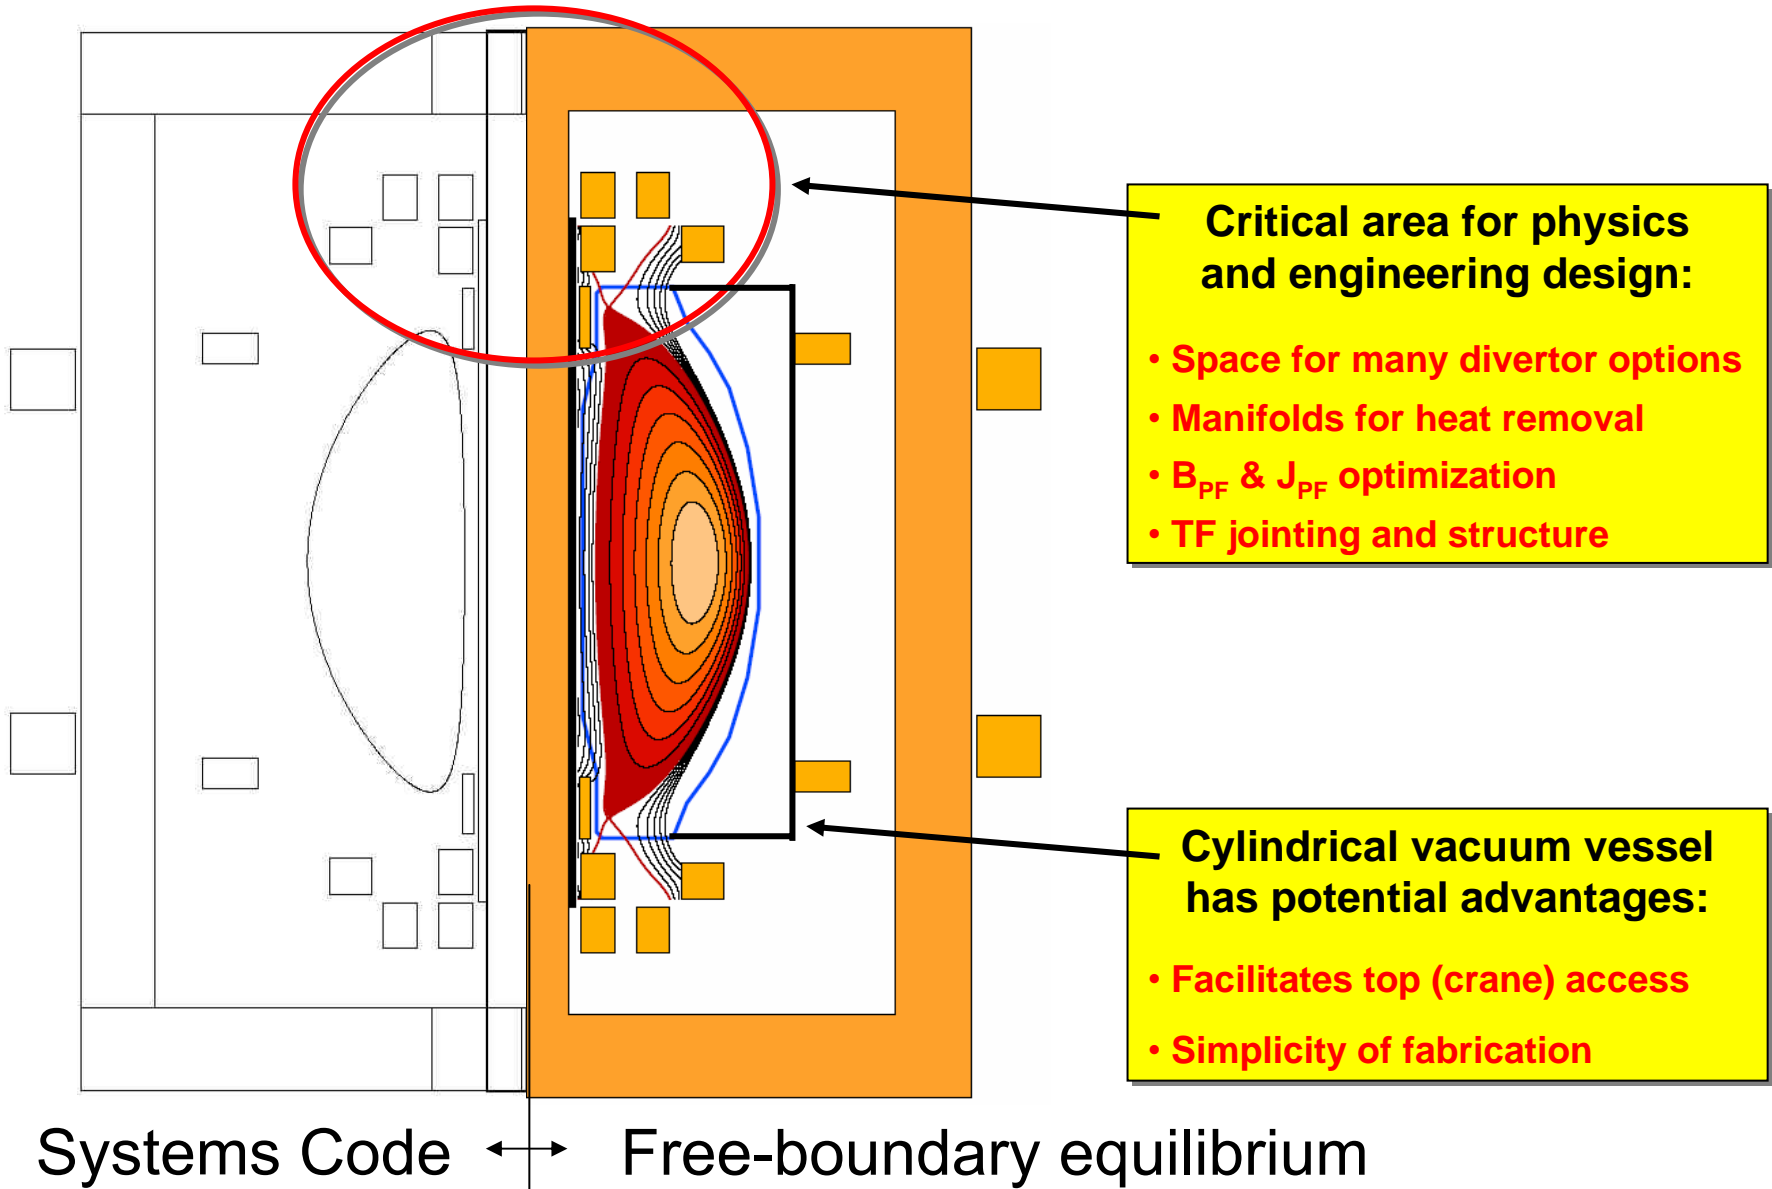 Critical area for physics
and engineering design:
• Space for many divertor options
• Manifolds for heat removal
• B_PF & J_PF optimization
• TF jointing and structure
Cylindrical vacuum vessel
has potential advantages:
• Facilitates top (crane) access
• Simplicity of fabrication
Systems Code
Free-boundary equilibrium